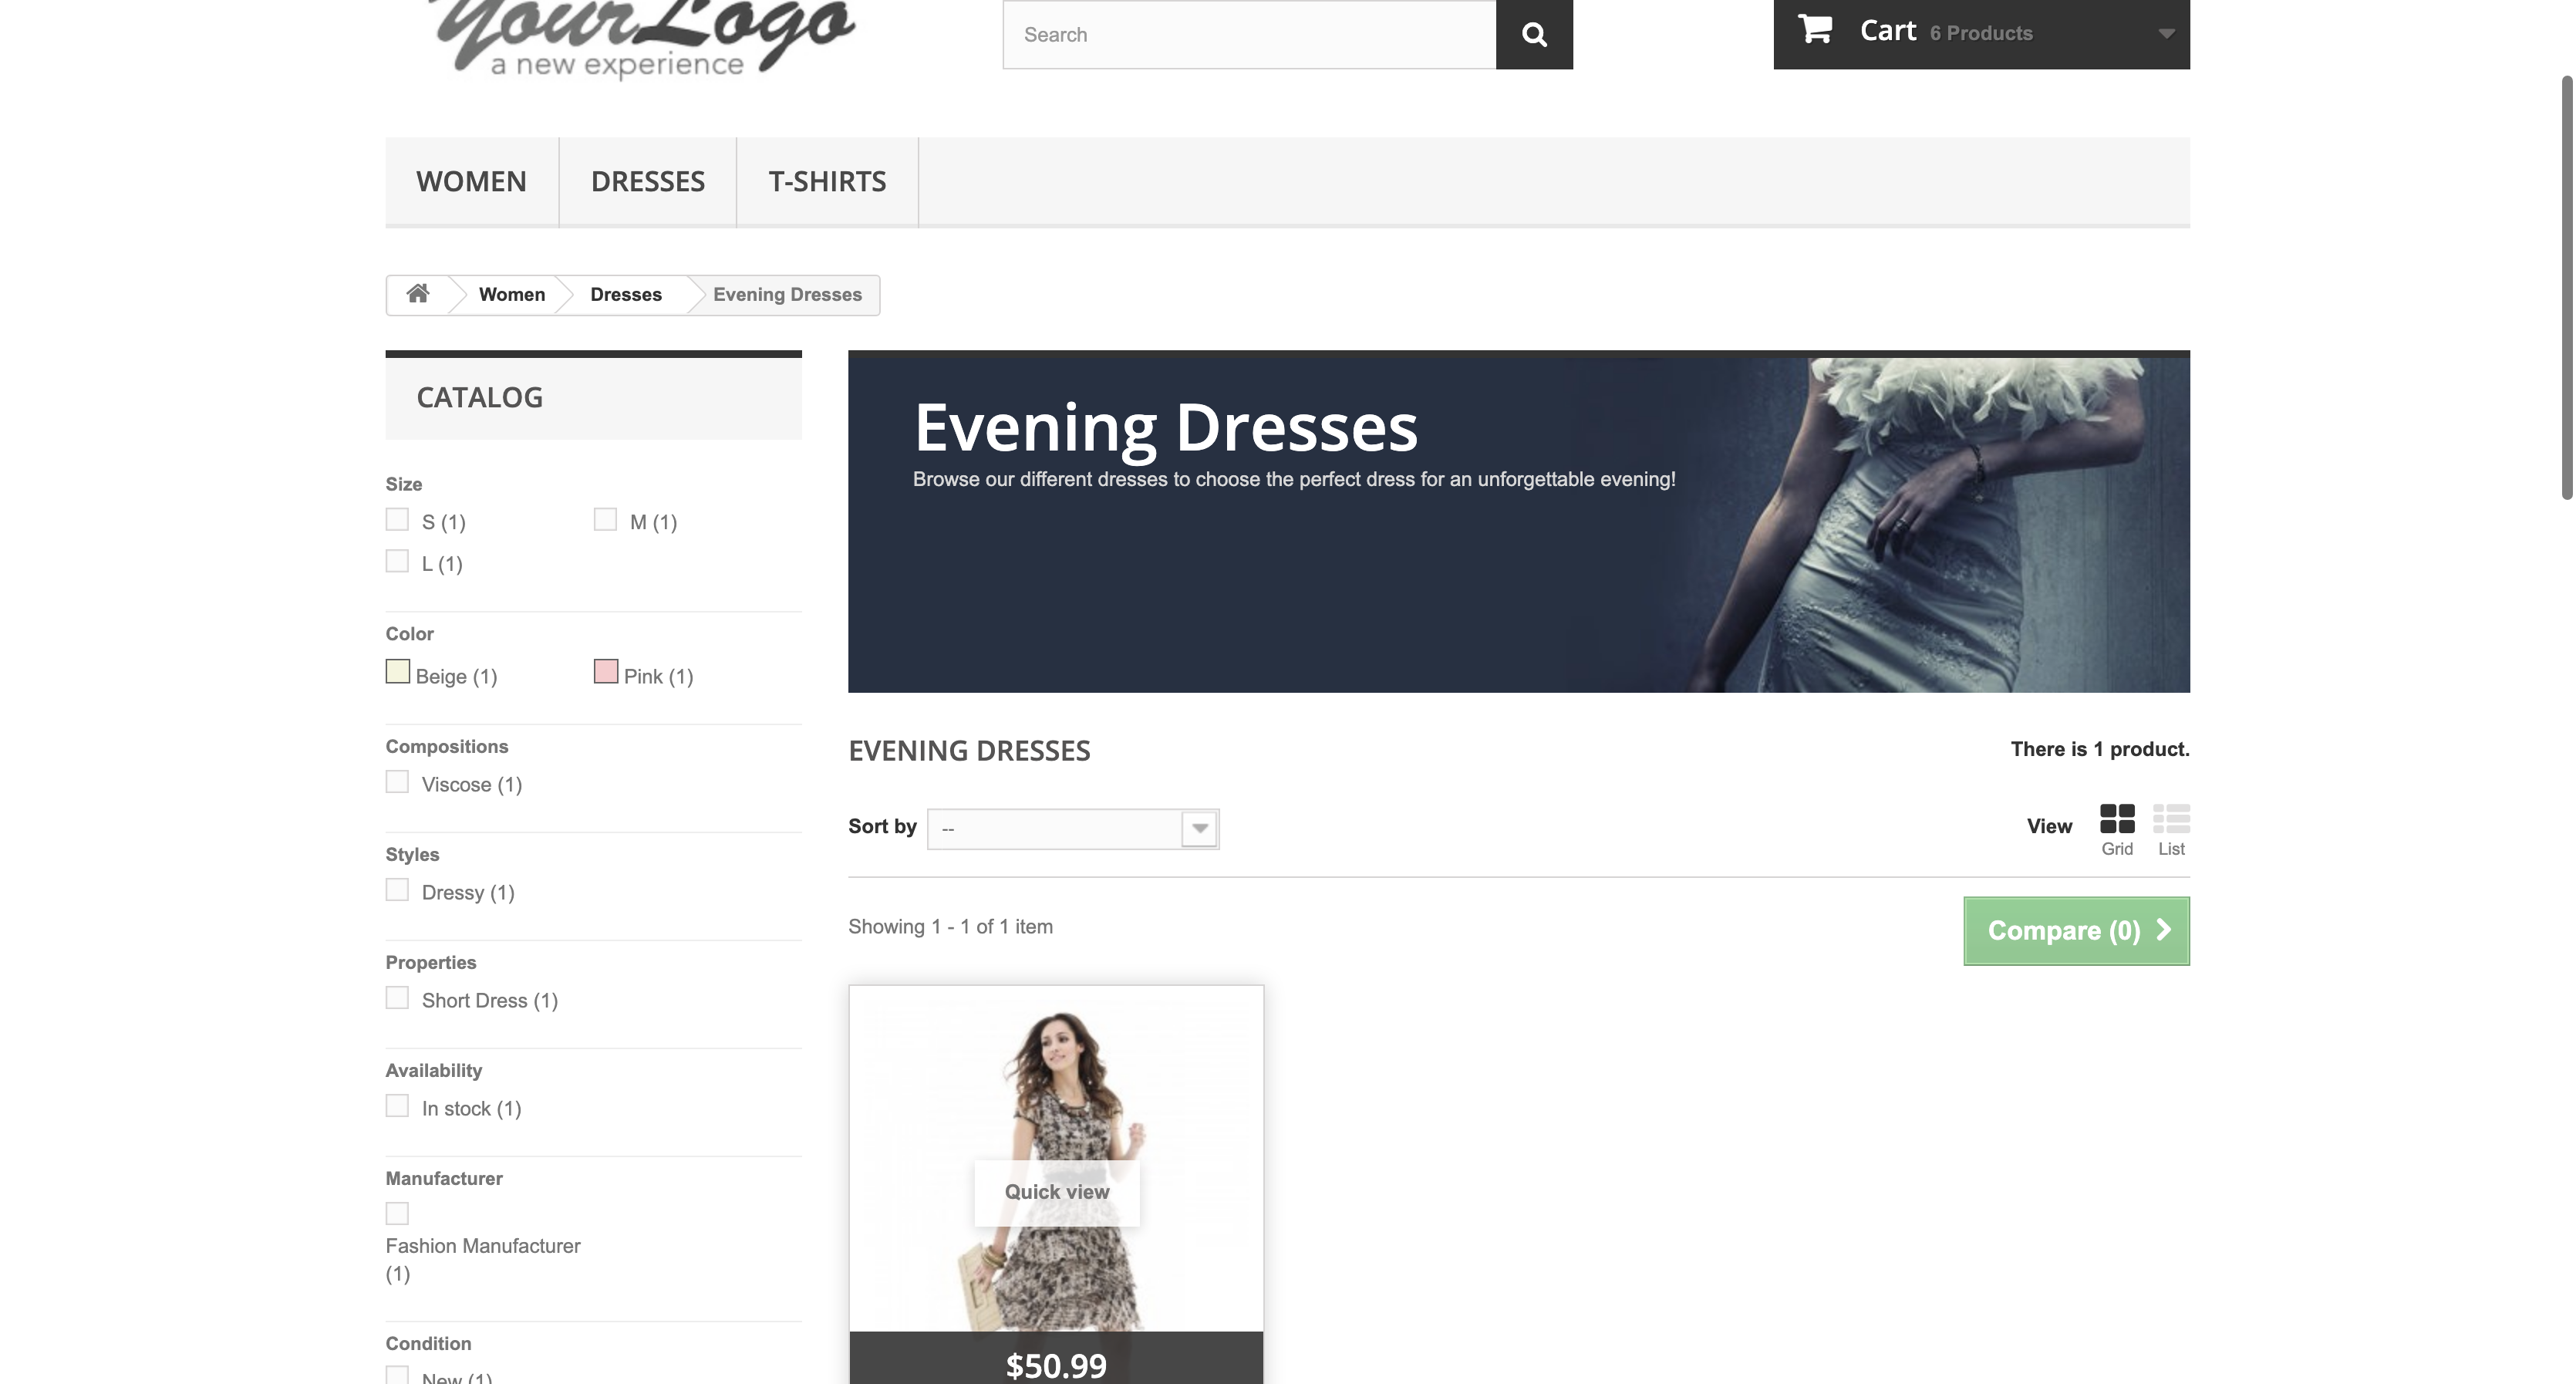 YourLogo
a new experience
Search
Cart 6 Products
WOMEN
DRESSES
T-SHIRTS
Women
Dresses
Evening Dresses
CATALOG
Size
S (1)
M (1)
L (1)
Color
Beige (1)
Pink (1)
Compositions
Viscose (1)
Styles
Dressy (1)
Properties
Short Dress (1)
Availability
In stock (1)
Manufacturer
Fashion Manufacturer
(1)
Condition
New (1)
Evening Dresses
Browse our different dresses to choose the perfect dress for an unforgettable evening!
EVENING DRESSES
There is 1 product.
Sort by --
View
Grid
List
Showing 1 - 1 of 1 item
Compare (0)
Quick view
$50.99